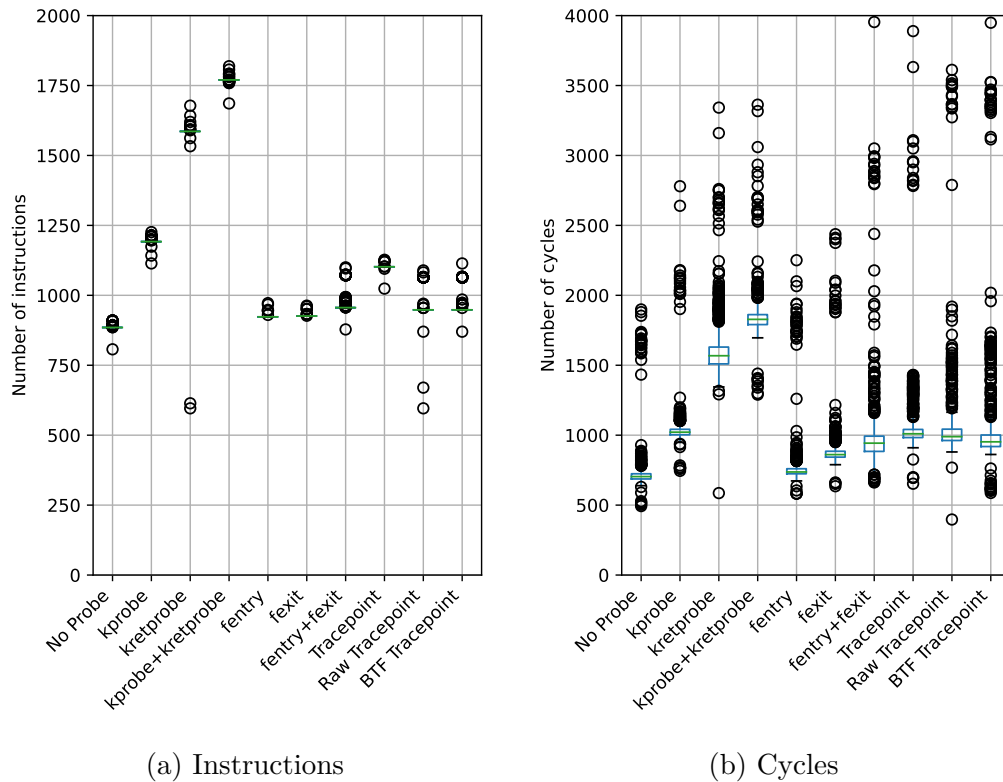 2000
1750
1500
1250
1000
750
500
250
0
Number of instructions
No Probe
kprobe
kretprobe
kprobe+kretprobe
fentry
fexit
fentry+fexit
Tracepoint
Raw Tracepoint
BTF Tracepoint
(a) Instructions
4000
3500
3000
2500
2000
1500
1000
500
0
Number of cycles
No Probe
kprobe
kretprobe
kprobe+kretprobe
fentry
fexit
fentry+fexit
Tracepoint
Raw Tracepoint
BTF Tracepoint
(b) Cycles